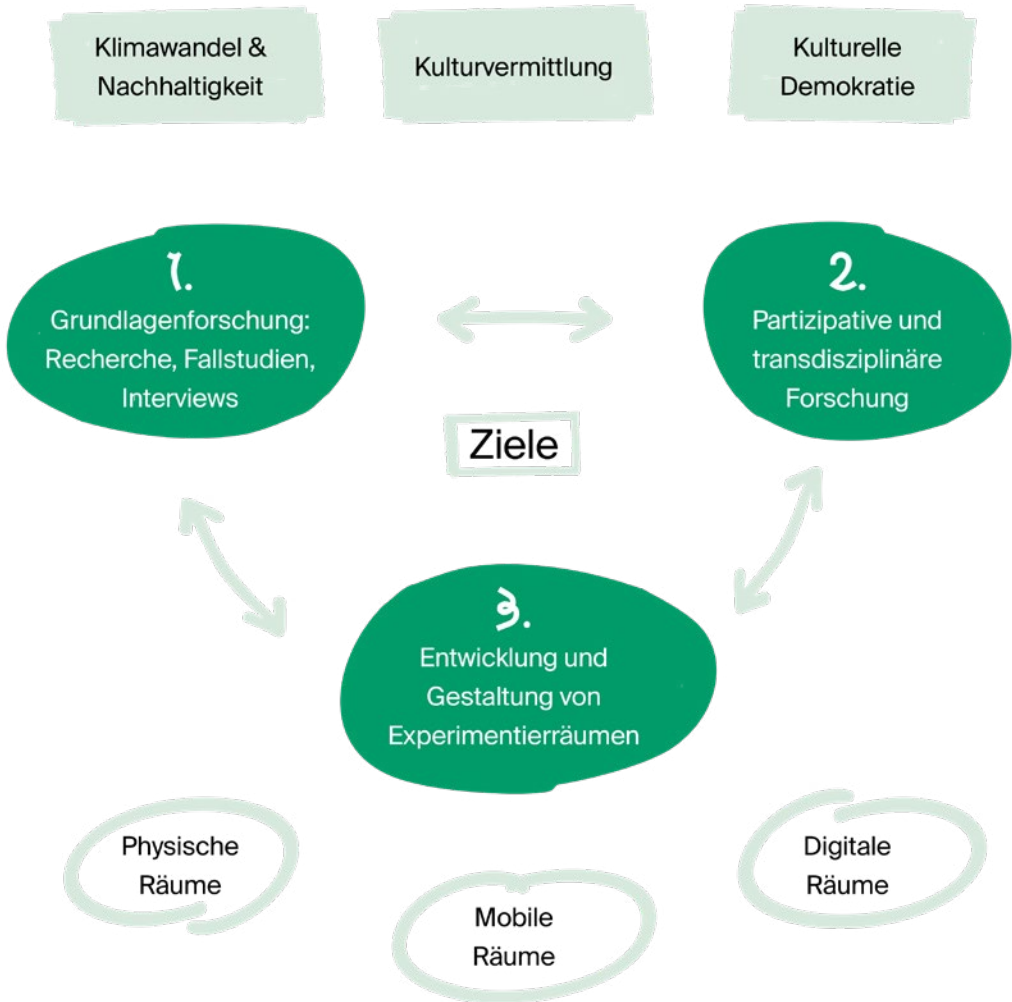 Klimawandel &
Nachhaltigkeit
Kulturvermittlung
Kulturelle
Demokratie
1.
Grundlagenforschung:
Recherche, Fallstudien,
Interviews
2.
Partizipative und
transdisziplinäre
Forschung
Ziele
3.
Entwicklung und
Gestaltung von
Experimentierräumen
Physische
Räume
Mobile
Räume
Digitale
Räume